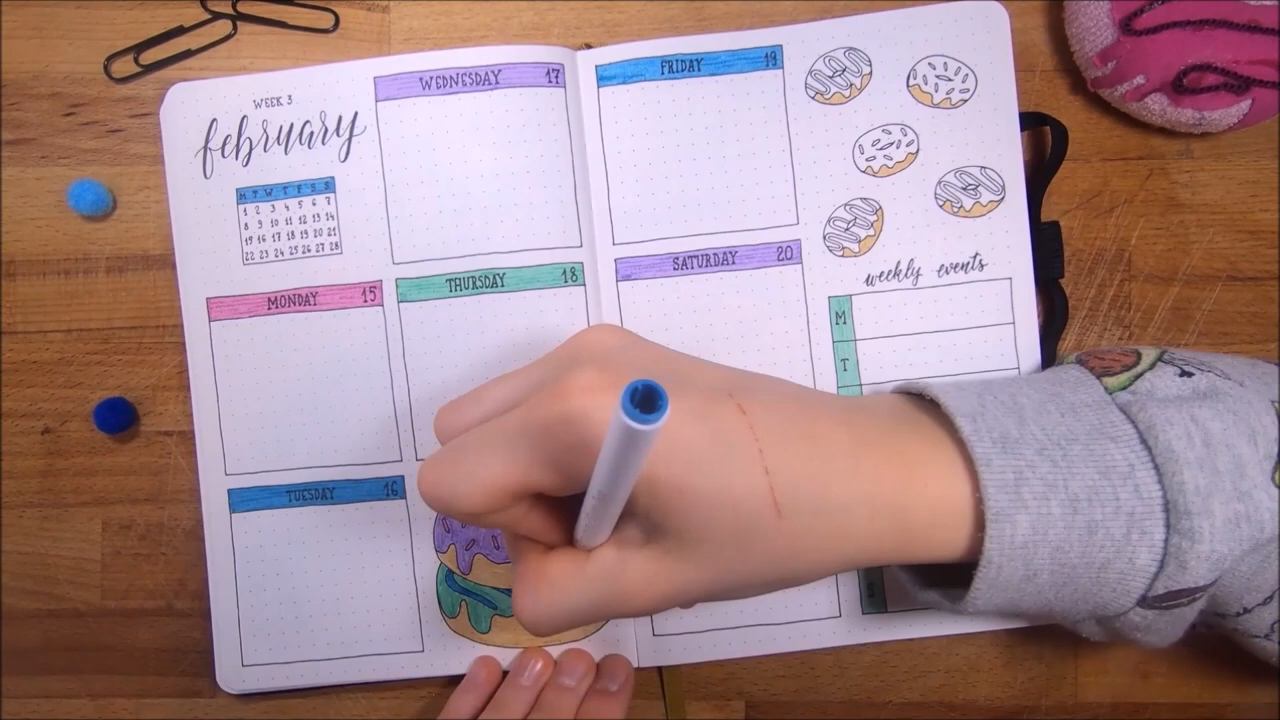 WEEK 3
february
M T W T F S S
1 2 3 4 5 6 7
8 9 10 11 12 13 14
15 16 17 18 19 20 21
22 23 24 25 26 27 28
MONDAY 15
TUESDAY 16
WEDNESDAY 17
THURSDAY 18
FRIDAY 19
SATURDAY 20
weekly events
M
T